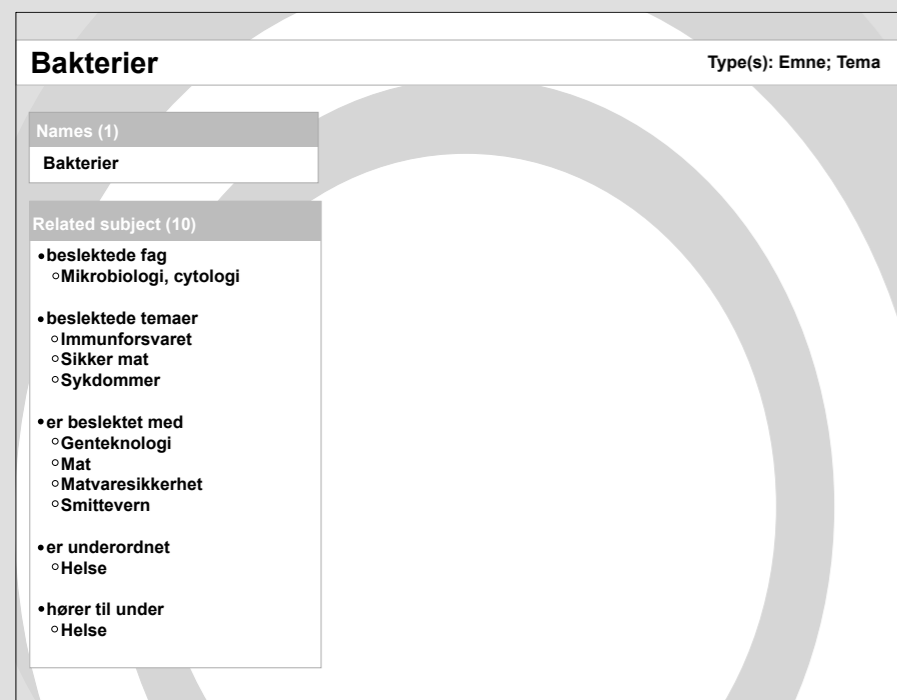 Bakterier
Type(s): Emne; Tema
Names (1)
Bakterier
Related subject (10)
•beslektede fag
○Mikrobiologi, cytologi
•beslektede temaer
○Immunforsvaret
○Sikker mat
○Sykdommer
•er beslektet med
○Genteknologi
○Mat
○Matvaresikkerhet
○Smittevern
•er underordnet
○Helse
•hører til under
○Helse